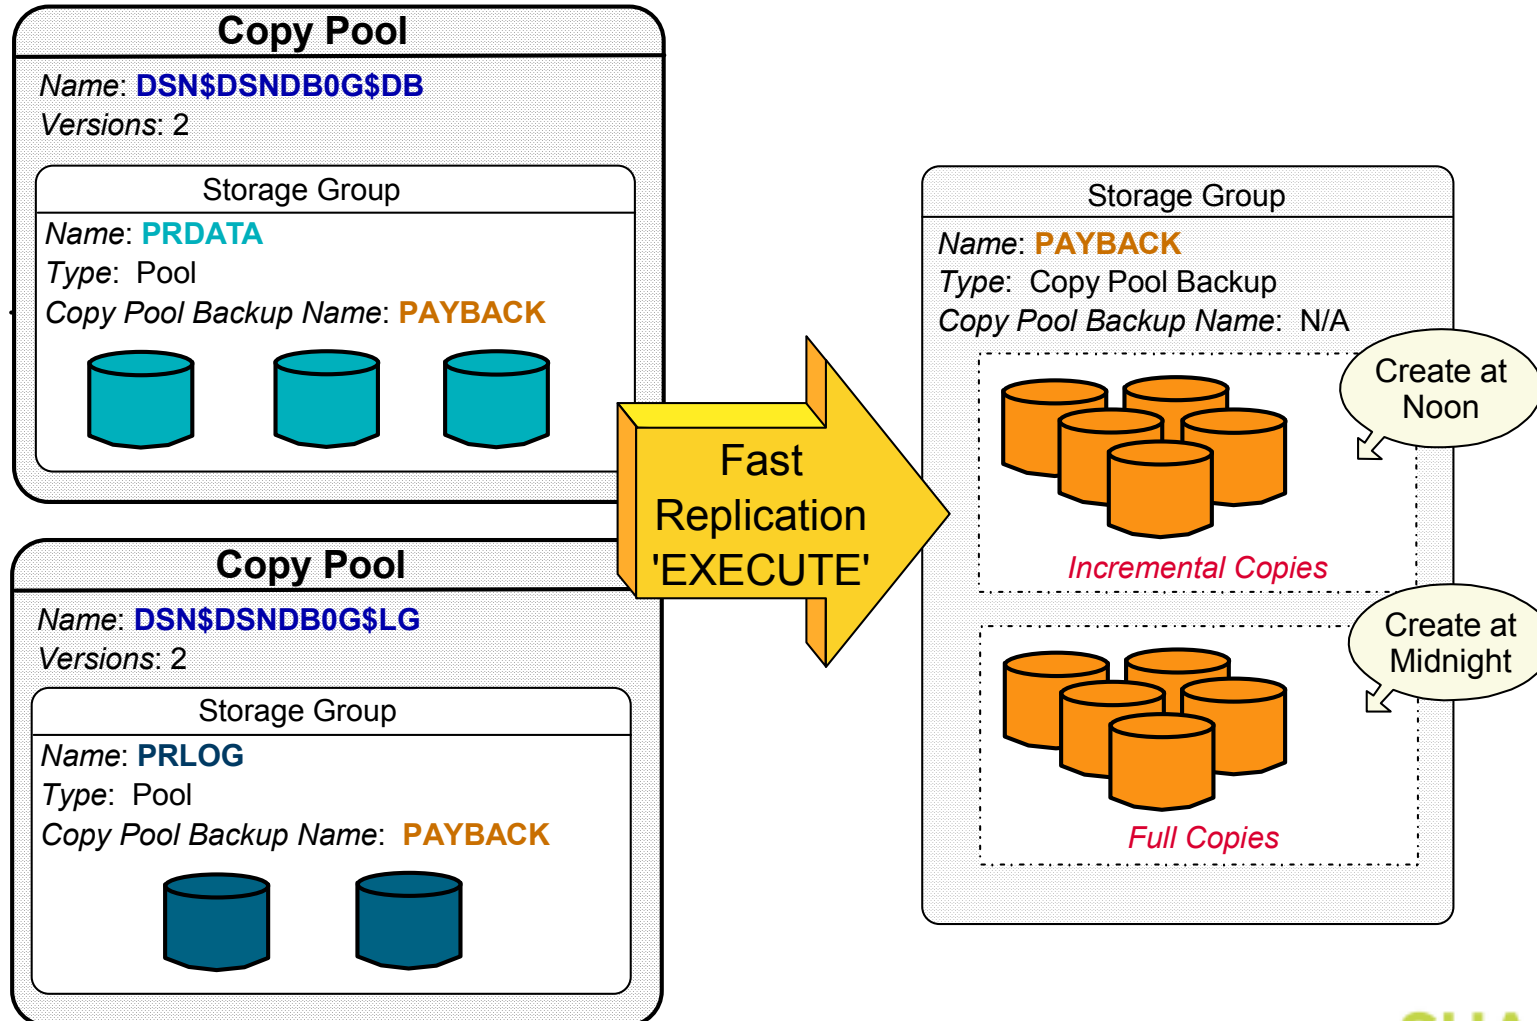 Copy Pool
Name: DSN$DSNDB0G$DB
Versions: 2
Storage Group
Name: PRDATA
Type: Pool
Copy Pool Backup Name: PAYBACK
Copy Pool
Name: DSN$DSNDB0G$LG
Versions: 2
Storage Group
Name: PRLOG
Type: Pool
Copy Pool Backup Name: PAYBACK
Fast
Replication
'EXECUTE'
Storage Group
Name: PAYBACK
Type: Copy Pool Backup
Copy Pool Backup Name: N/A
Create at
Noon
Incremental Copies
Create at
Midnight
Full Copies